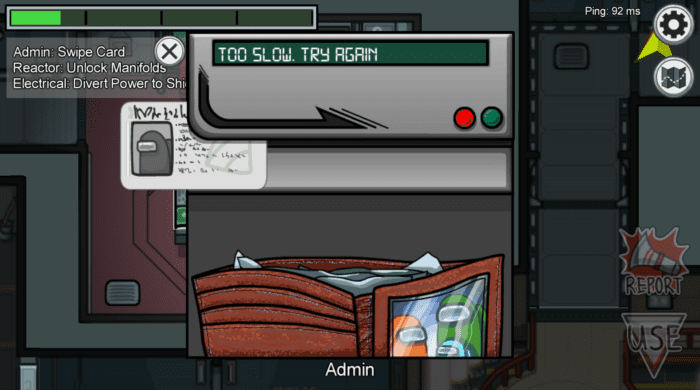 Ping: 92 ms
TOO SLOW. TRY AGAIN
Admin: Swipe Card
Reactor: Unlock Manifolds
Electrical: Divert Power to Shi
REPORT
USE
Admin